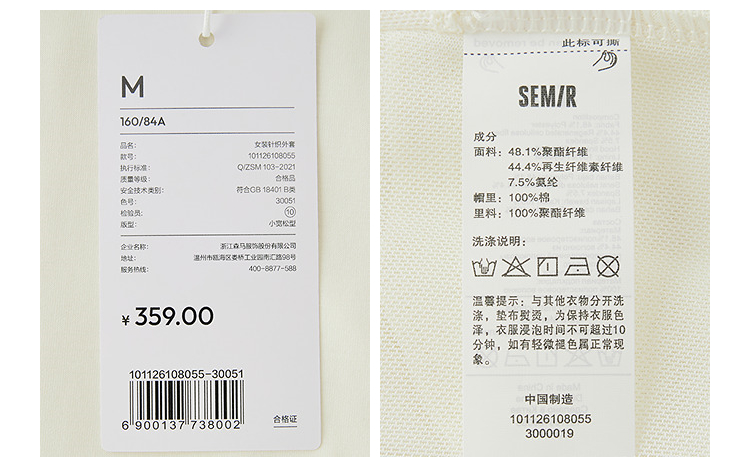 M
160/84A
品名: 女装针织外套
款号: 101126108055
执行标准: Q/ZSM 103-2021
质量等级: 合格品
安全技术类别: 符合GB 18401 B类
色号: 30051
检验员: 10
版型: 小宽松型
企业名称: 浙江森马服饰股份有限公司
地址: 温州市瓯海区娄桥工业园南汇路98号
服务热线: 400-8877-588
¥ 359.00
101126108055-30051
6 900137 738002
合格证
此标可撕
SEM/R
成分
面料: 48.1%聚酯纤维
44.4%再生纤维素纤维
7.5%氨纶
帽里: 100%棉
里料: 100%聚酯纤维
洗涤说明:
温馨提示: 与其他衣物分开洗
涤, 垫布熨烫, 为保持衣服色
泽, 衣服浸泡时间不可超过10
分钟, 如有轻微褪色属正常现
象。
中国制造
101126108055
3000019